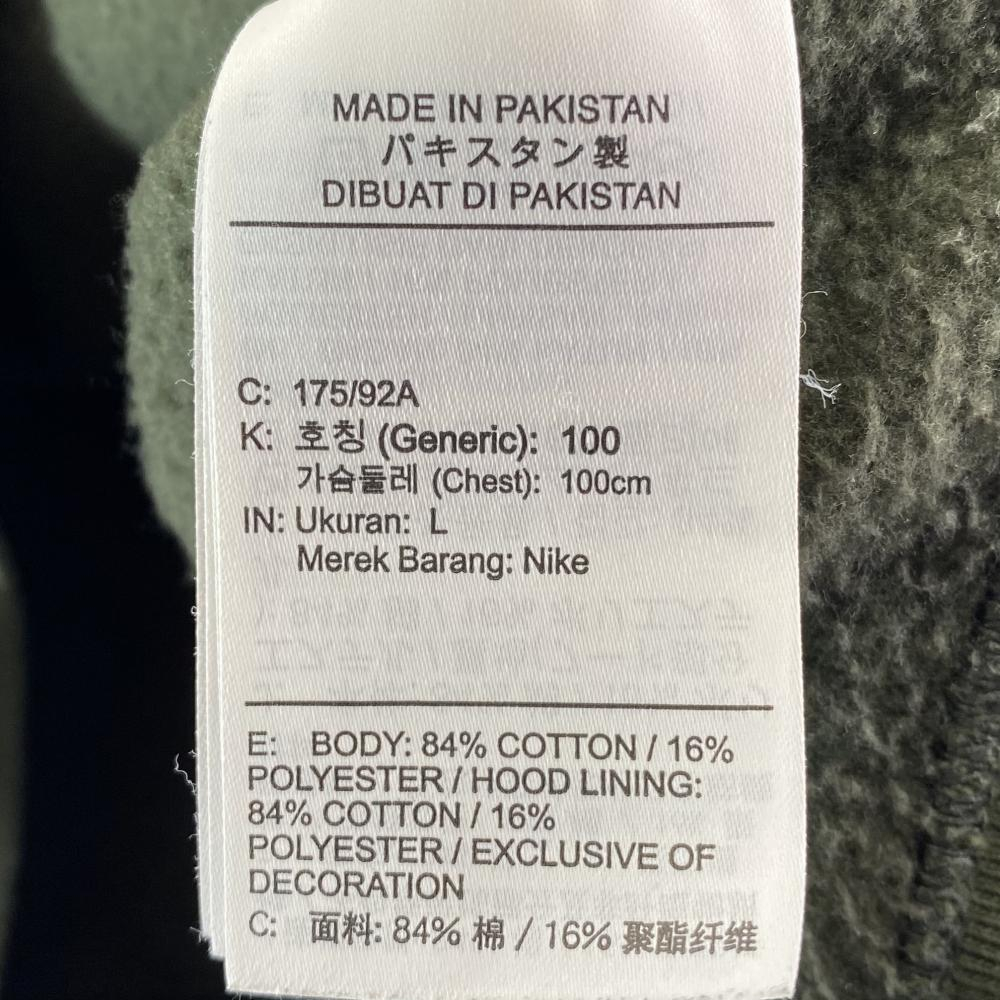 MADE IN PAKISTAN
パキスタン製
DIBUAT DI PAKISTAN
C: 175/92A
K: 호칭 (Generic): 100
가슴둘레 (Chest): 100cm
IN: Ukuran: L
Merek Barang: Nike
E: BODY: 84% COTTON / 16%
POLYESTER / HOOD LINING:
84% COTTON / 16%
POLYESTER / EXCLUSIVE OF
DECORATION
C: 面料: 84% 棉 / 16% 聚酯纤维